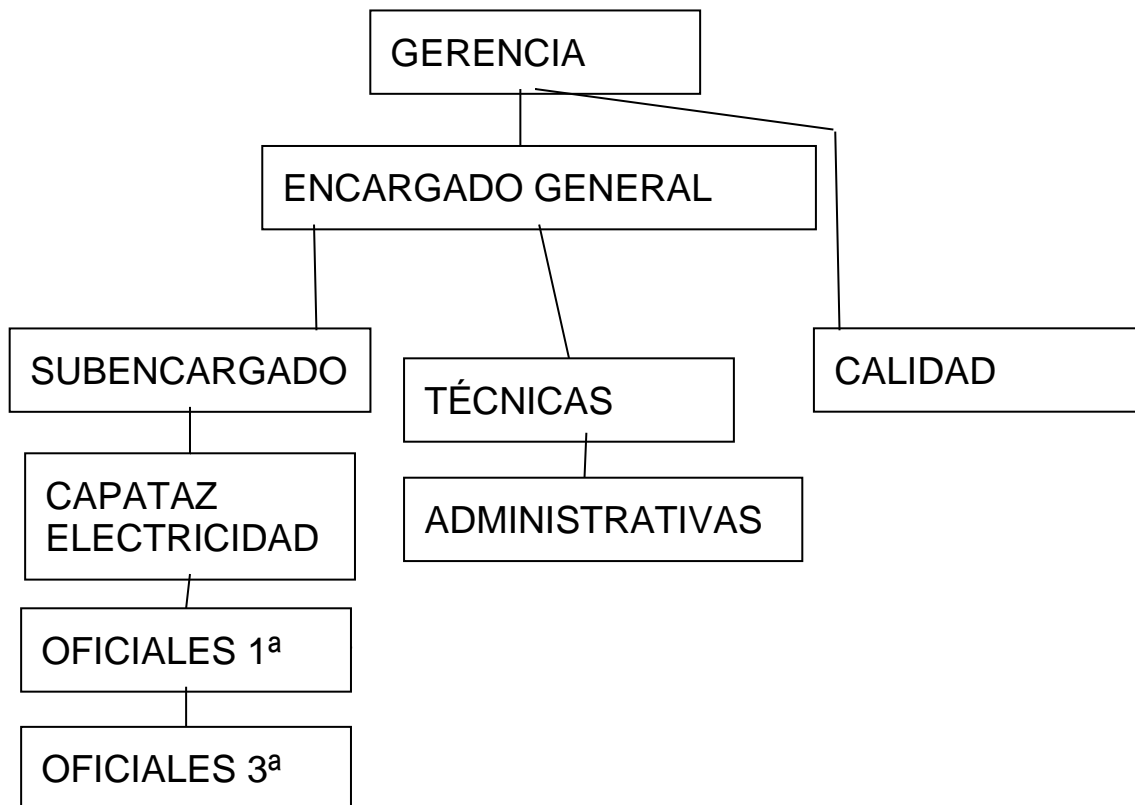 GERENCIA
ENCARGADO GENERAL
SUBENCARGADO
TÉCNICAS
CALIDAD
CAPATAZ
ELECTRICIDAD
ADMINISTRATIVAS
OFICIALES 1ª
OFICIALES 3ª